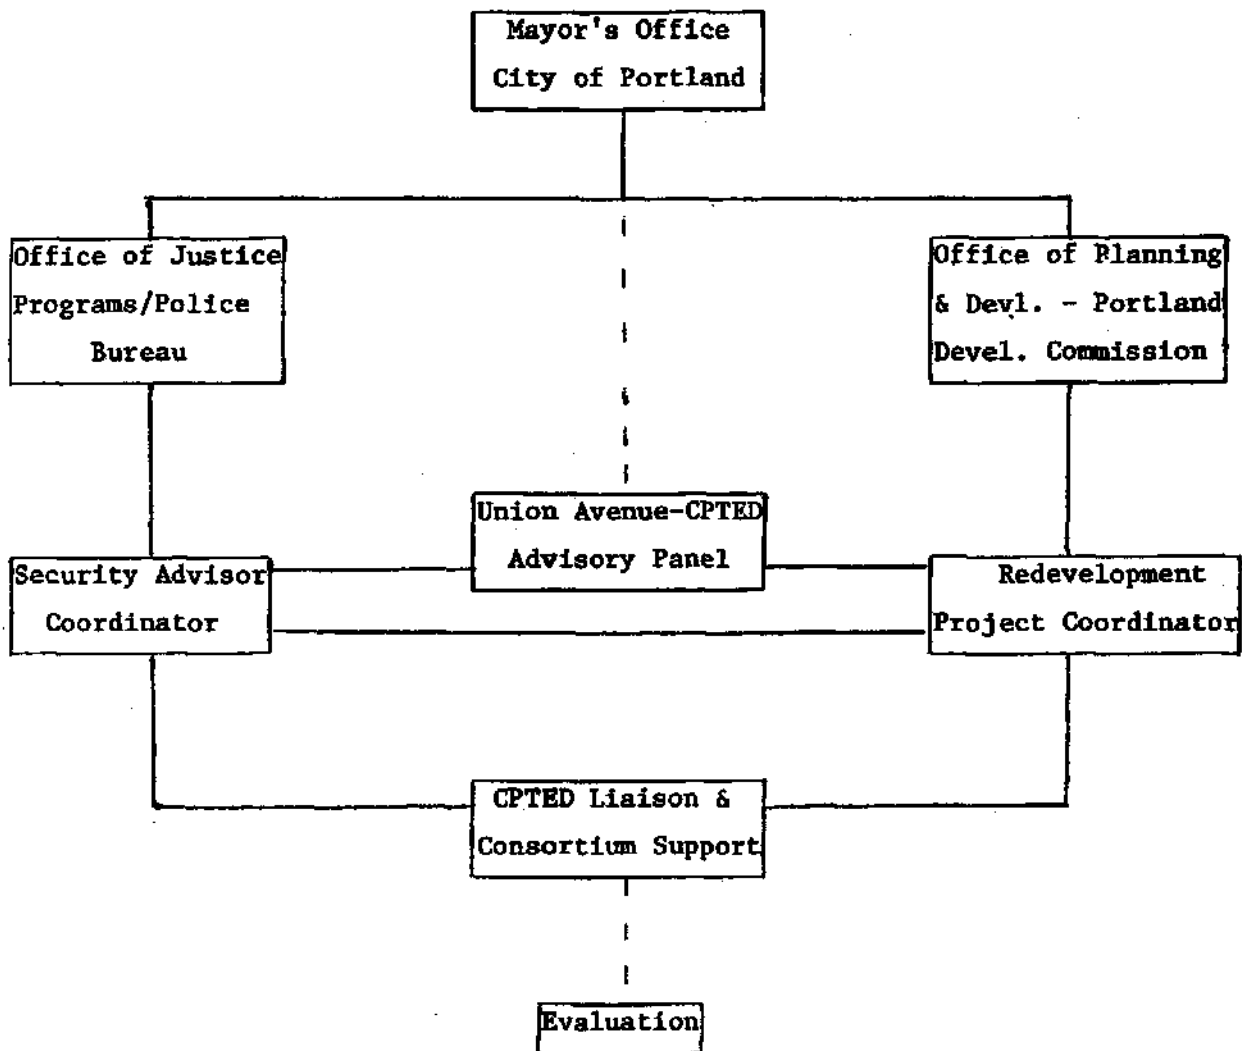 Mayor's Office
City of Portland
Office of Justice
Programs/Police
Bureau
Office of Planning
& Devl. - Portland
Devel. Commission
Union Avenue-CPTED
Advisory Panel
Security Advisor
Coordinator
Redevelopment
Project Coordinator
CPTED Liaison &
Consortium Support
Evaluation